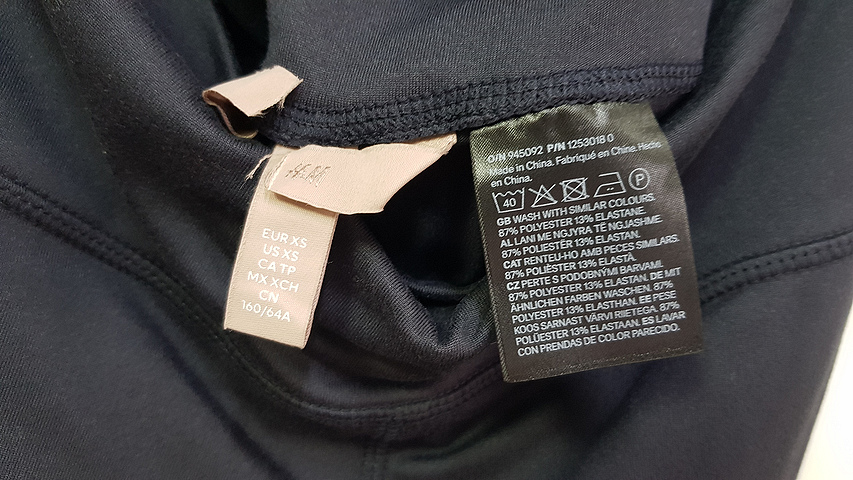 H&M
EUR XS
US XS
CA TP
MX XCH
CN
160/64A
O/N 945092 P/N 1253018 0
Made in China. Fabriqué en Chine. Hecho
en China.
40
P
GB WASH WITH SIMILAR COLOURS.
87% POLYESTER 13% ELASTANE.
AL LANI ME NGJYRA TË NGJASHME.
87% POLIESTËR 13% ELASTAN.
CAT RENTEU-HO AMB PECES SIMILARS.
87% POLIÈSTER 13% ELASTÀ.
CZ PERTE S PODOBNÝMI BARVAMI.
87% POLYESTER 13% ELASTAN. DE MIT
ÄHNLICHEN FARBEN WASCHEN. 87%
POLYESTER 13% ELASTHAN. EE PESE
KOOS SARNAST VÄRVI RIIETEGA. 87%
POLÜESTER 13% ELASTAAN. ES LAVAR
CON PRENDAS DE COLOR PARECIDO.